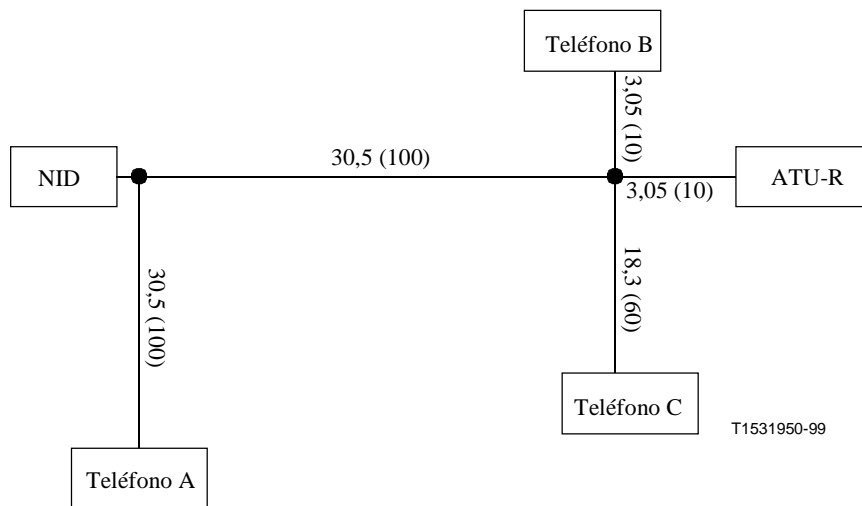 Teléfono B
3,05 (10)
30,5 (100)
NID
ATU-R
3,05 (10)
30,5 (100)
18,3 (60)
Teléfono C
T1531950-99
Teléfono A